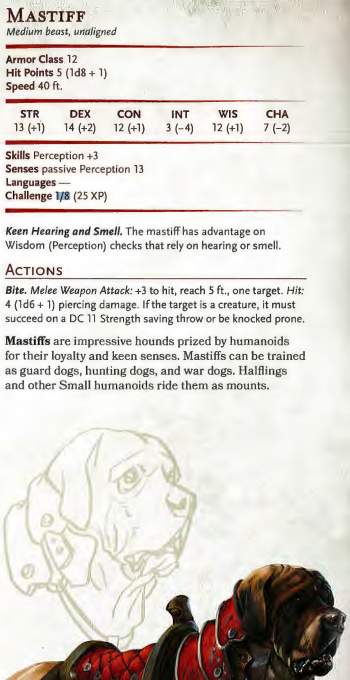 MASTIFF
Medium beast, unaligned
Armor Class 12
Hit Points 5 (1d8 + 1)
Speed 40 ft.
STR DEX CON INT WIS CHA
13 (+1) 14 (+2) 12 (+1) 3 (−4) 12 (+1) 7 (−2)
Skills Perception +3
Senses passive Perception 13
Languages —
Challenge 1/8 (25 XP)
Keen Hearing and Smell. The mastiff has advantage on
Wisdom (Perception) checks that rely on hearing or smell.
ACTIONS
Bite. Melee Weapon Attack: +3 to hit, reach 5 ft., one target. Hit:
4 (1d6 + 1) piercing damage. If the target is a creature, it must
succeed on a DC 11 Strength saving throw or be knocked prone.
Mastiffs are impressive hounds prized by humanoids
for their loyalty and keen senses. Mastiffs can be trained
as guard dogs, hunting dogs, and war dogs. Halflings
and other Small humanoids ride them as mounts.